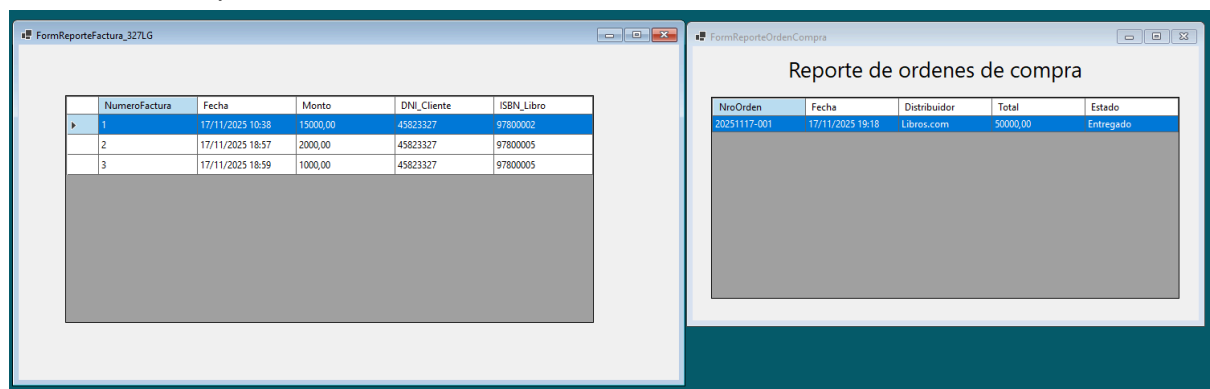 FormReporteFactura_327LG
NumeroFactura Fecha Monto DNI_Cliente ISBN_Libro
1 17/11/2025 10:38 15000,00 45823327 97800002
2 17/11/2025 18:57 2000,00 45823327 97800005
3 17/11/2025 18:59 1000,00 45823327 97800005
FormReporteOrdenCompra
Reporte de ordenes de compra
NroOrden Fecha Distribuidor Total Estado
20251117-001 17/11/2025 19:18 Libros.com 50000,00 Entregado